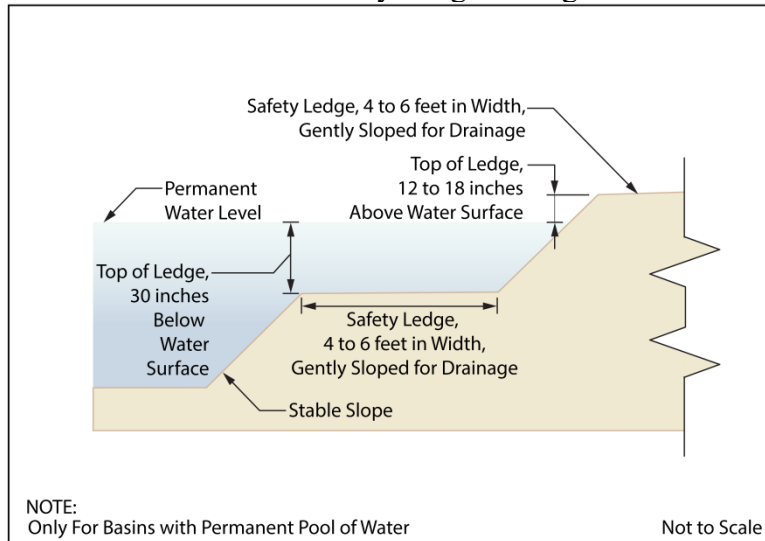 Safety Ledge, 4 to 6 feet in Width,
Gently Sloped for Drainage
Top of Ledge,
12 to 18 inches
Above Water Surface
Permanent
Water Level
Top of Ledge,
30 inches
Below
Water
Surface
Safety Ledge,
4 to 6 feet in Width,
Gently Sloped for Drainage
Stable Slope
NOTE:
Only For Basins with Permanent Pool of Water
Not to Scale